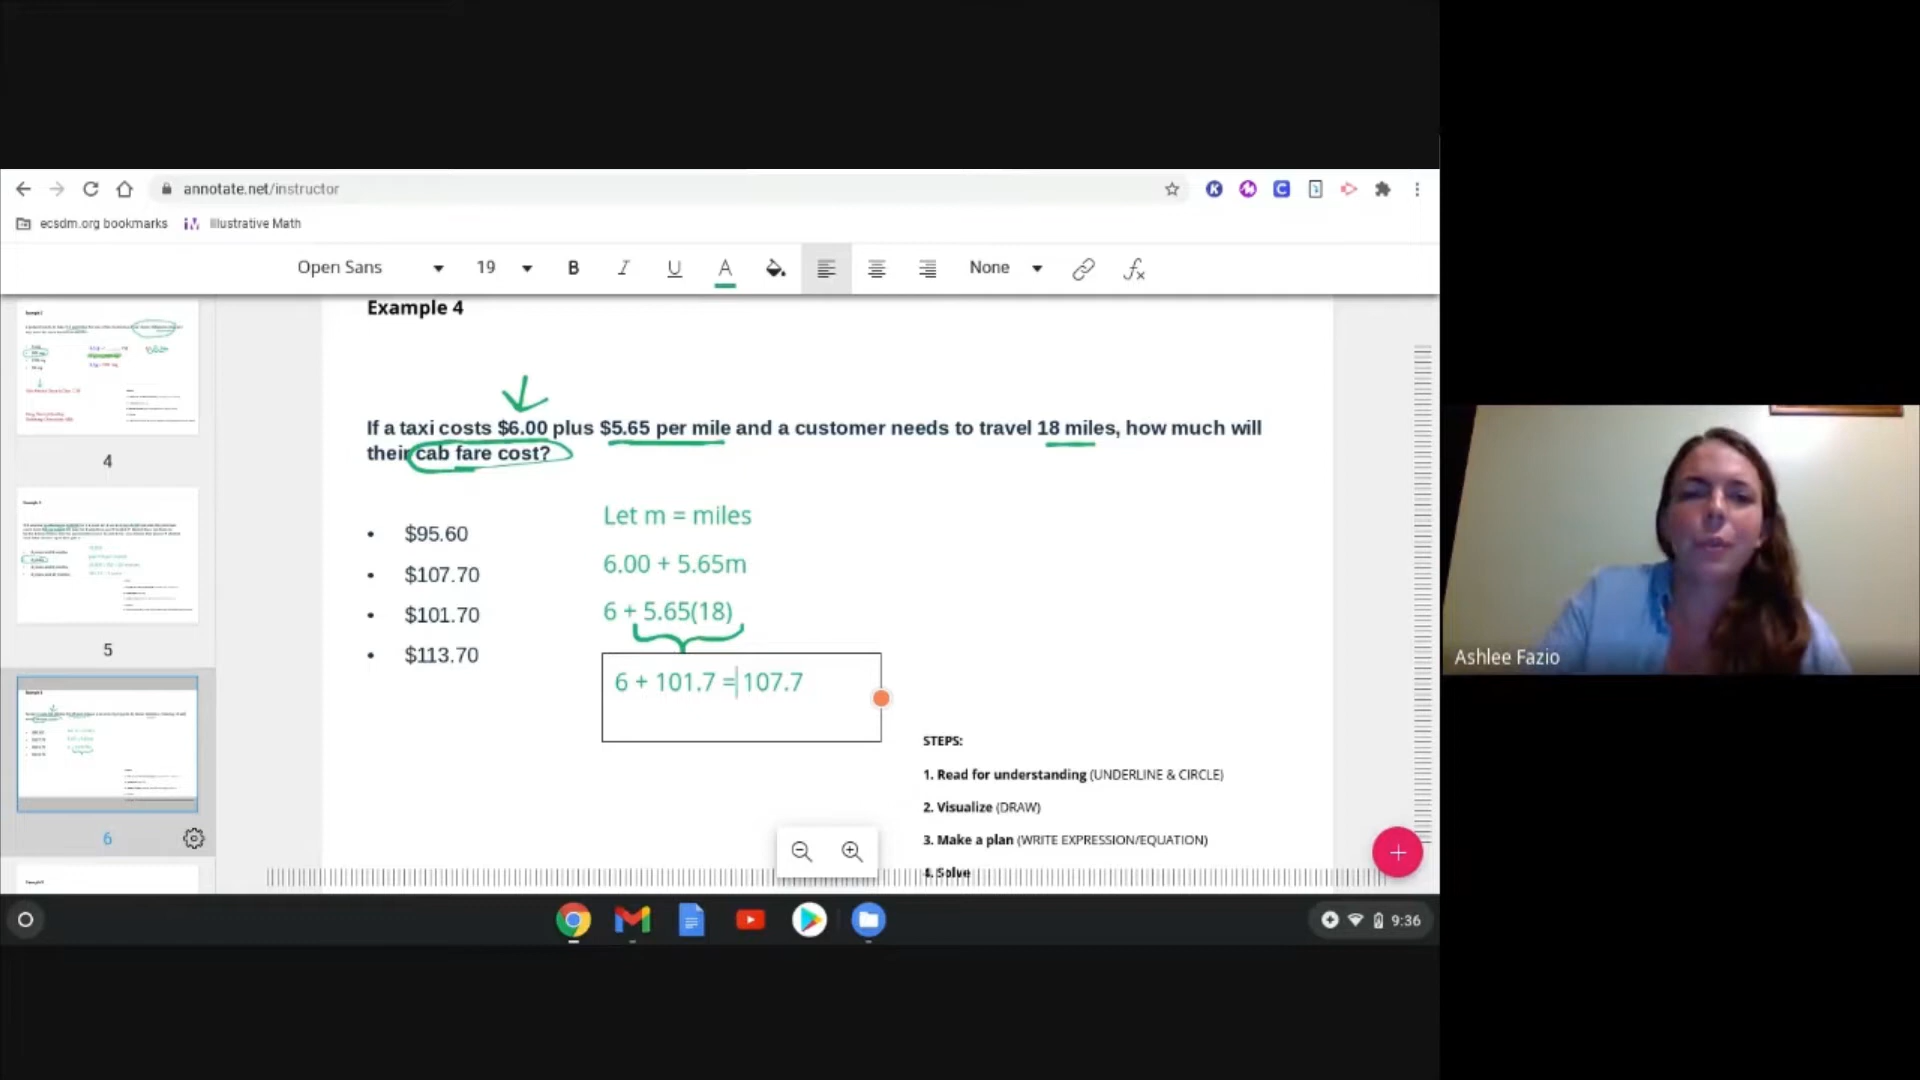 annotate.net/instructor
ecsdm.org bookmarks
Illustrative Math
Open Sans
19
B
I
U
A
None
fx
Example 4
If a taxi costs $6.00 plus $5.65 per mile and a customer needs to travel 18 miles, how much will
their cab fare cost?
• $95.60
• $107.70
• $101.70
• $113.70
Let m = miles
6.00 + 5.65m
6 + 5.65(18)
6 + 101.7 = 107.7
STEPS:
1. Read for understanding (UNDERLINE & CIRCLE)
2. Visualize (DRAW)
3. Make a plan (WRITE EXPRESSION/EQUATION)
4. Solve
4
5
6
9:36
Ashlee Fazio